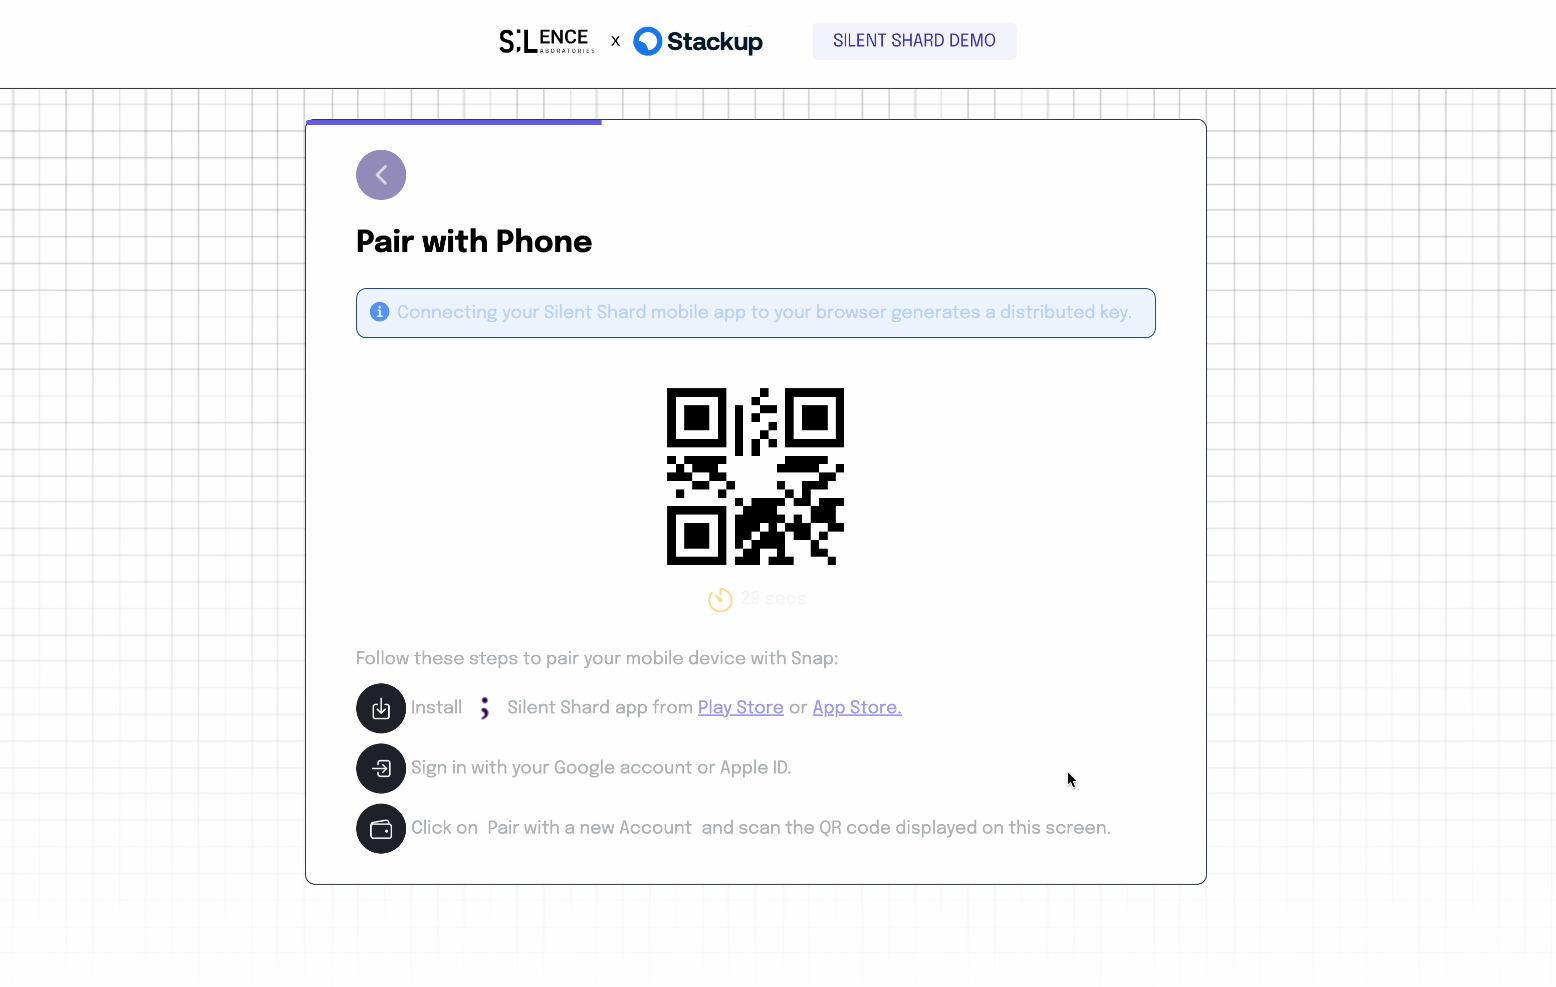 SiLENCE LABORATORIES x Stackup SILENT SHARD DEMO
Pair with Phone
Connecting your Silent Shard mobile app to your browser generates a distributed key.
29 secs
Follow these steps to pair your mobile device with Snap:
Install ; Silent Shard app from Play Store or App Store.
Sign in with your Google account or Apple ID.
Click on Pair with a new Account and scan the QR code displayed on this screen.